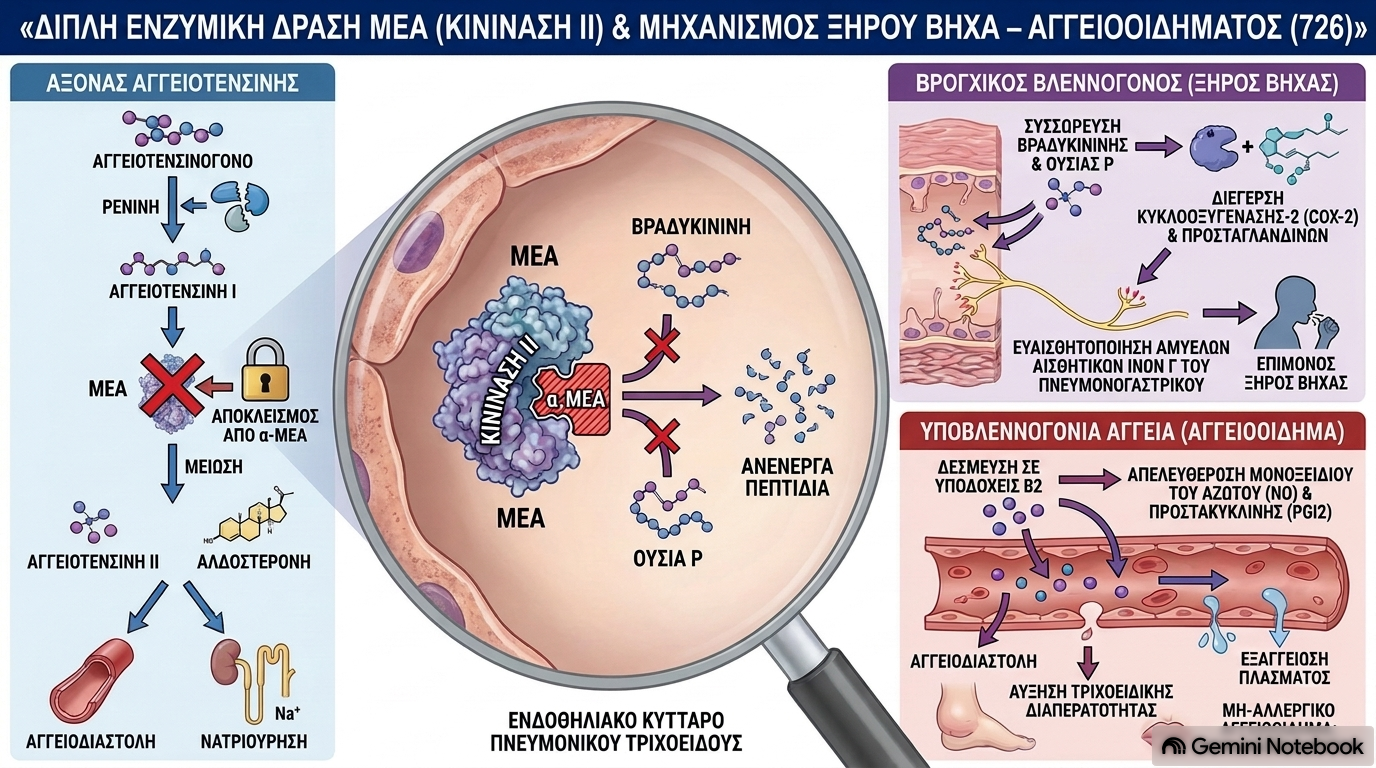 «ΔΙΠΛΗ ΕΝΖΥΜΙΚΗ ΔΡΑΣΗ ΜΕΑ (ΚΙΝΙΝΑΣΗ ΙΙ) & ΜΗΧΑΝΙΣΜΟΣ ΞΗΡΟΥ ΒΗΧΑ – ΑΓΓΕΙΟΟΙΔΗΜΑΤΟΣ (726)»
ΑΞΟΝΑΣ ΑΓΓΕΙΟΤΕΝΣΙΝΗΣ
ΑΓΓΕΙΟΤΕΝΣΙΝΟΓΟΝΟ
ΡΕΝΙΝΗ
ΑΓΓΕΙΟΤΕΝΣΙΝΗ Ι
ΜΕΑ
ΑΠΟΚΛΕΙΣΜΟΣ
ΑΠΟ α-ΜΕΑ
ΜΕΙΩΣΗ
ΑΓΓΕΙΟΤΕΝΣΙΝΗ ΙΙ
HO
H
ΑΛΔΟΣΤΕΡΟΝΗ
Na⁺
ΑΓΓΕΙΟΔΙΑΣΤΟΛΗ
ΝΑΤΡΙΟΥΡΗΣΗ
ΜΕΑ
ΚΙΝΙΝΑΣΗ ΙΙ
α, ΜΕΑ
ΜΕΑ
ΒΡΑΔΥΚΙΝΙΝΗ
ΑΝΕΝΕΡΓΑ
ΠΕΠΤΙΔΙΑ
ΟΥΣΙΑ Ρ
ΕΝΔΟΘΗΛΙΑΚΟ ΚΥΤΤΑΡΟ
ΠΝΕΥΜΟΝΙΚΟΥ ΤΡΙΧΟΕΙΔΟΥΣ
ΒΡΟΓΧΙΚΟΣ ΒΛΕΝΝΟΓΟΝΟΣ (ΞΗΡΟΣ ΒΗΧΑΣ)
ΣΥΣΣΩΡΕΥΣΗ
ΒΡΑΔΥΚΙΝΙΝΗΣ
& ΟΥΣΙΑΣ Ρ
+
ΔΙΕΓΕΡΣΗ
ΚΥΚΛΟΟΞΥΓΕΝΑΣΗΣ-2 (COX-2)
& ΠΡΟΣΤΑΓΛΑΝΔΙΝΩΝ
ΕΥΑΙΣΘΗΤΟΠΟΙΗΣΗ ΑΜΥΕΛΩΝ
ΑΙΣΘΗΤΙΚΩΝ ΙΝΩΝ Γ ΤΟΥ
ΠΝΕΥΜΟΝΟΓΑΣΤΡΙΚΟΥ
ΕΠΙΜΟΝΟΣ
ΞΗΡΟΣ ΒΗΧΑΣ
ΥΠΟΒΛΕΝΝΟΓΟΝΙΑ ΑΓΓΕΙΑ (ΑΓΓΕΙΟΟΙΔΗΜΑ)
ΔΕΣΜΕΥΣΗ ΣΕ
ΥΠΟΔΟΧΕΙΣ Β2
ΑΠΕΛΕΥΘΕΡΩΣΗ ΜΟΝΟΞΕΙΔΙΟΥ
ΤΟΥ ΑΖΩΤΟΥ (NO) &
ΠΡΟΣΤΑΚΥΚΛΙΝΗΣ (PGI2)
ΑΓΓΕΙΟΔΙΑΣΤΟΛΗ
ΑΥΞΗΣΗ ΤΡΙΧΟΕΙΔΙΚΗΣ
ΔΙΑΠΕΡΑΤΟΤΗΤΑΣ
ΕΞΑΓΓΕΙΩΣΗ
ΠΛΑΣΜΑΤΟΣ
ΜΗ-ΑΛΛΕΡΓΙΚΟ
Gemini Notebook